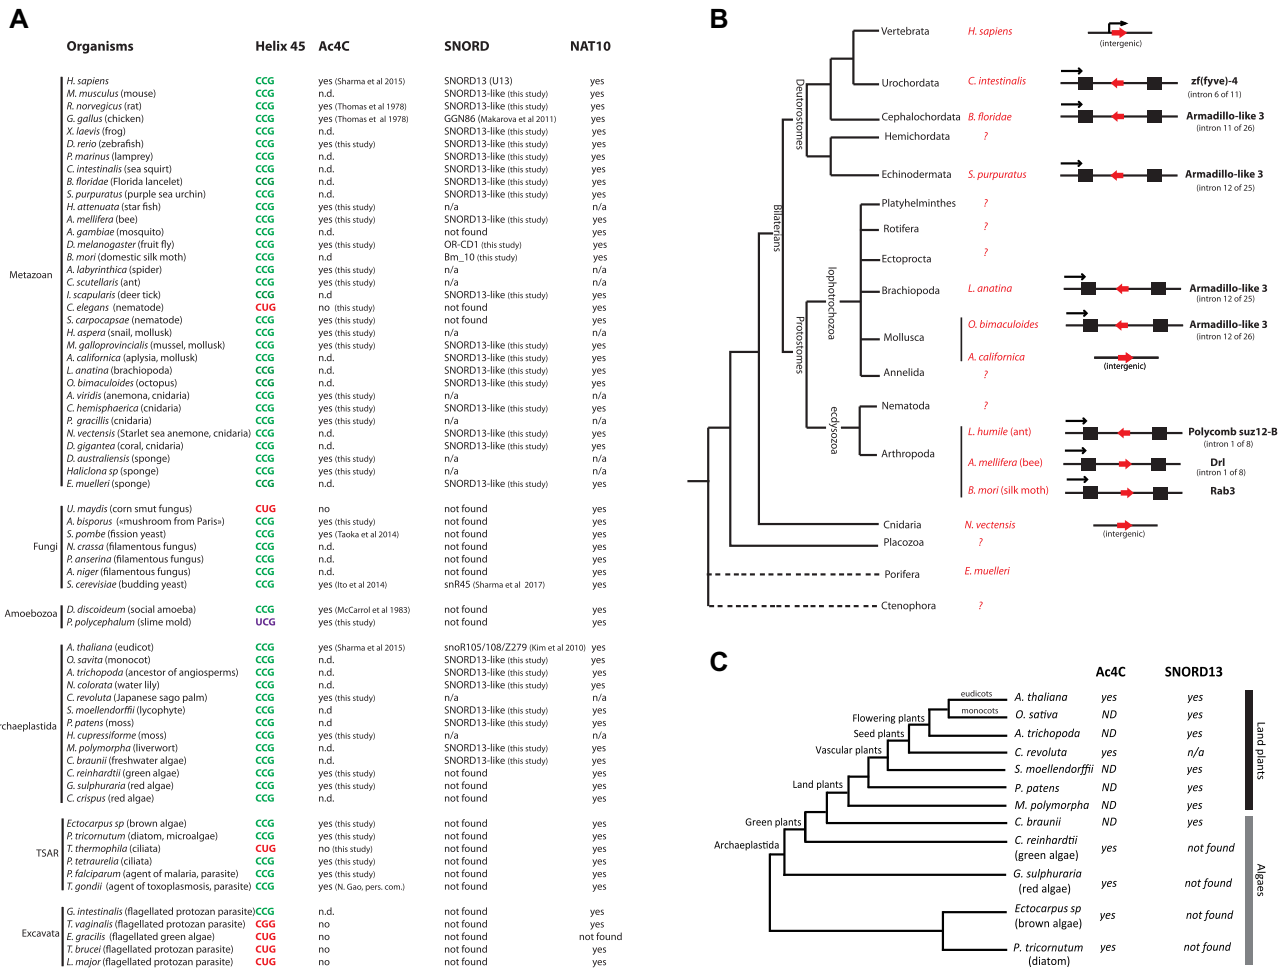 A
Organisms Helix 45 Ac4C SNORD NAT10
Metazoan
H. sapiens CCG yes (Sharma et al 2015) SNORD13 (U13) yes
M. musculus (mouse) CCG n.d. SNORD13-like (this study) yes
R. norvegicus (rat) CCG yes (Thomas et al 1978) SNORD13-like (this study) yes
G. gallus (chicken) CCG yes (Thomas et al 1978) GGN86 (Makarova et al 2011) yes
X. laevis (frog) CCG n.d. SNORD13-like (this study) yes
D. rerio (zebrafish) CCG yes (this study) SNORD13-like (this study) yes
P. marinus (lamprey) CCG n.d. SNORD13-like (this study) yes
C. intestinalis (sea squirt) CCG n.d. SNORD13-like (this study) yes
B. floridae (Florida lancelet) CCG n.d. SNORD13-like (this study) yes
S. purpuratus (purple sea urchin) CCG n.d. SNORD13-like (this study) yes
H. attenuata (star fish) CCG yes (this study) n/a n/a
A. mellifera (bee) CCG yes (this study) SNORD13-like (this study) yes
A. gambiae (mosquito) CCG n.d. not found yes
D. melanogaster (fruit fly) CCG yes (this study) OR-CD1 (this study) yes
B. mori (domestic silk moth) CCG n.d Bm_10 (this study) yes
A. labyrinthica (spider) CCG yes (this study) n/a n/a
C. scutellaris (ant) CCG yes (this study) n/a n/a
I. scapularis (deer tick) CCG n.d SNORD13-like (this study) yes
C. elegans (nematode) CUG no (this study) not found yes
S. carpocapsae (nematode) CCG yes (this study) not found yes
H. aspera (snail, mollusk) CCG yes (this study) n/a n/a
M. galloprovincialis (mussel, mollusk) CCG yes (this study) SNORD13-like (this study) yes
A. californica (aplysia, mollusk) CCG n.d. SNORD13-like (this study) yes
L. anatina (brachiopoda) CCG n.d. SNORD13-like (this study) yes
O. bimaculoides (octopus) CCG n.d. SNORD13-like (this study) yes
A. viridis (anemona, cnidaria) CCG yes (this study) n/a n/a
C. hemisphaerica (cnidaria) CCG yes (this study) SNORD13-like (this study) yes
P. gracillis (cnidaria) CCG yes (this study) n/a n/a
N. vectensis (Starlet sea anemone, cnidaria) CCG n.d. SNORD13-like (this study) yes
D. gigantea (coral, cnidaria) CCG n.d. SNORD13-like (this study) yes
D. australiensis (sponge) CCG yes (this study) n/a n/a
Haliclona sp (sponge) CCG yes (this study) n/a n/a
E. muelleri (sponge) CCG n.d. SNORD13-like (this study) yes
Fungi
U. maydis (corn smut fungus) CUG no not found yes
A. bisporus («mushroom from Paris») CCG yes (this study) not found yes
S. pombe (fission yeast) CCG yes (Taoka et al 2014) not found yes
N. crassa (filamentous fungus) CCG n.d. not found yes
P. anserina (filamentous fungus) CCG n.d. not found yes
A. niger (filamentous fungus) CCG n.d. not found yes
S. cerevisiae (budding yeast) CCG yes (Ito et al 2014) snR45 (Sharma et al 2017) yes
Amoebozoa
D. discoideum (social amoeba) CCG yes (McCarrol et al 1983) not found yes
P. polycephalum (slime mold) UCG yes (this study) not found yes
rchaeplastida
A. thaliana (eudicot) CCG yes (Sharma et al 2015) snoR105/108/Z279 (Kim et al 2010) yes
O. savita (monocot) CCG n.d. SNORD13-like (this study) yes
A. trichopoda (ancestor of angiosperms) CCG n.d. SNORD13-like (this study) yes
N. colorata (water lily) CCG n.d. SNORD13-like (this study) yes
C. revoluta (Japanese sago palm) CCG yes (this study) n/a n/a
S. moellendorffii (lycophyte) CCG n.d. SNORD13-like (this study) yes
P. patens (moss) CCG n.d. SNORD13-like (this study) yes
H. cupressiforme (moss) CCG yes (this study) n/a n/a
M. polymorpha (liverwort) CCG n.d. SNORD13-like (this study) yes
C. braunii (freshwater algae) CCG n.d. SNORD13-like (this study) yes
C. reinhardtii (green algae) CCG yes (this study) not found yes
G. sulphuraria (red algae) CCG yes (this study) not found yes
C. crispus (red algae) CCG n.d. not found yes
TSAR
Ectocarpus sp (brown algae) CCG yes (this study) not found yes
P. tricornutum (diatom, microalgae) CCG yes (this study) not found yes
T. thermophila (ciliata) CUG no (this study) not found yes
P. petraurelia (ciliata) CCG yes (this study) not found yes
P. falciparum (agent of malaria, parasite) CCG yes (this study) not found yes
T. gondii (agent of toxoplasmosis, parasite) CCG yes (N. Gao, pers. com,) not found yes
Excavata
G. intestinalis (flagellated protozan parasite) CCG n.d. not found yes
T. vaginalis (flagellated protozan parasite) CGG no not found yes
E. gracilis (flagellated green algae) CUG no not found not found
T. brucei (flagellated protozan parasite) CUG no not found yes
L. major (flagellated protozan parasite) CUG no not found yes
B
Bilaterians
Deutorostomes
Protostomes
lophotrochozoa
ecdysozoa
Vertebrata H. sapiens (intergenic)
Urochordata C. intestinalis zf(fyve)-4
(intron 6 of 11)
Cephalochordata B. floridae Armadillo-like 3
(intron 11 of 26)
Hemichordata ?
Echinodermata S. purpuratus Armadillo-like 3
(intron 12 of 25)
Platyhelminthes ?
Rotifera ?
Ectoprocta ?
Brachiopoda L. anatina Armadillo-like 3
(intron 12 of 25)
O. bimaculoides Armadillo-like 3
(intron 12 of 26)
Mollusca
A. californica (intergenic)
Annelida ?
Nematoda ?
L. humile (ant) Polycomb suz12-B
(intron 1 of 8)
Arthropoda
A. mellifera (bee) Drl
(intron 1 of 8)
B. mori (silk moth) Rab3
Cnidaria N. vectensis (intergenic)
Placozoa ?
Porifera E. muelleri
Ctenophora ?
C
Ac4C SNORD13
eudicots A. thaliana yes yes
monocots O. sativa ND yes
Flowering plants
A. trichopoda ND yes
Seed plants
C. revoluta yes n/a
Vascular plants
S. moellendorffii ND yes
Land plants
P. patens ND yes
M. polymorpha ND yes
Green plants
C. braunii ND yes
Archaeplastida
C. reinhardtii
(green algae) yes not found
G. sulphuraria
(red algae) yes not found
Ectocarpus sp
(brown algae) yes not found
P. tricornutum
(diatom) yes not found
Land plants
Algaes